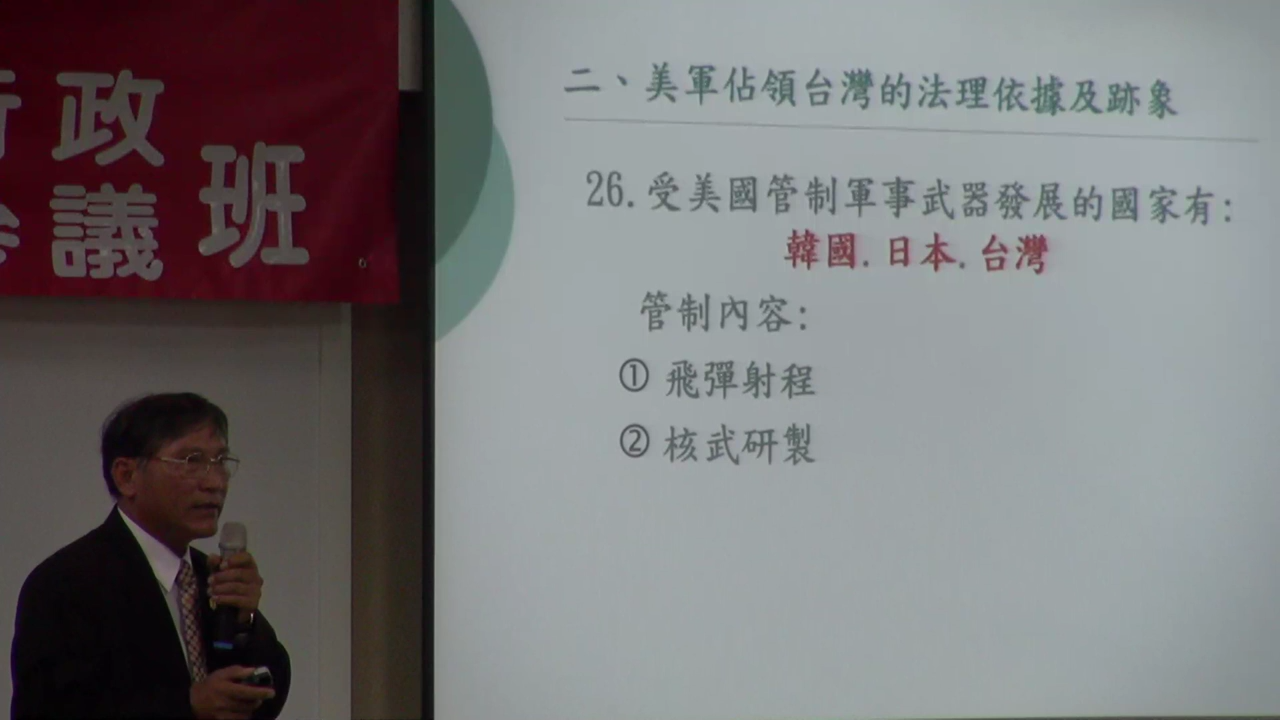 政
議
班
二、美軍佔領台灣的法理依據及跡象
26.受美國管制軍事武器發展的國家有:
韓國.日本.台灣
管制內容:
① 飛彈射程
② 核武研製